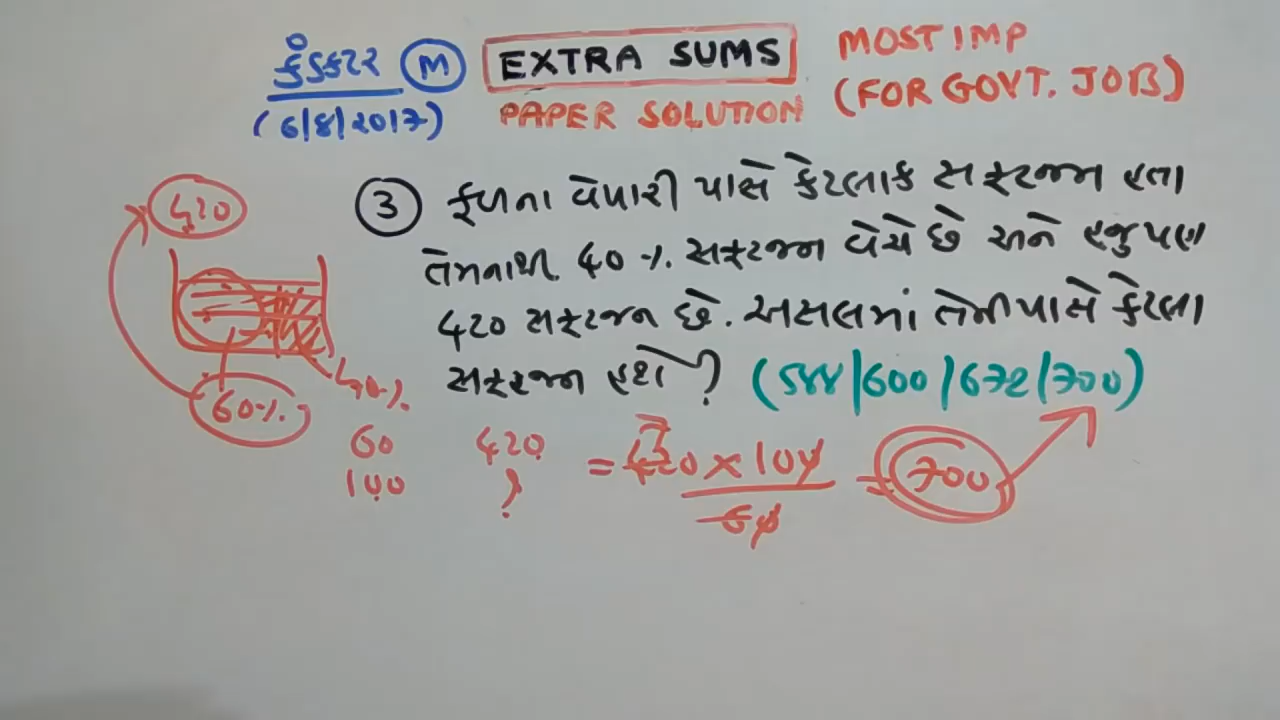 કંડકટર M EXTRA SUMS MOST IMP
(6/8/2017) PAPER SOLUTION (FOR GOVT. JOB)
3 ફળના વેપારી પાસે કેટલાક સફરજન હતા
તેમનાથી 40 %. સફરજન વેચે છે અને હજુ પણ
420 સફરજન છે. અસલમાં તેની પાસે કેટલા
સફરજન હશે ? (588/600/672/700)
420
60%
40%
60 420
100 ?
= 420 × 100 / 60 = 700
7